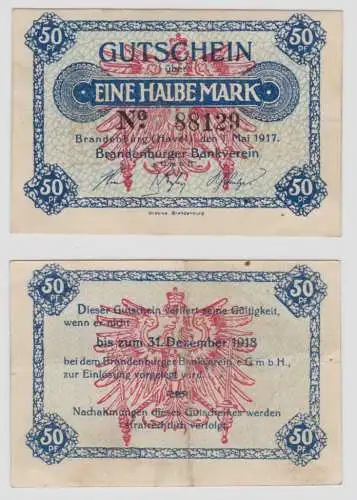 50 50
PF PF
GUTSCHEIN
über
EINE HALBE MARK.
No 88129
Brandenburg (Havel), den 1. Mai 1917.
Brandenburger Bankverein
50 50
PF PF
50 50
PF PF
Dieser Gutschein verliert seine Gültigkeit,
wenn er nicht
bis zum 31. Dezember 1918
bei dem Brandenburger Bankverein, e.G.m.b.H.,
zur Einlösung vorgelegt wird.
Nachahmungen dieses Gutscheines werden
strafrechtlich verfolgt.
50 50
PF PF